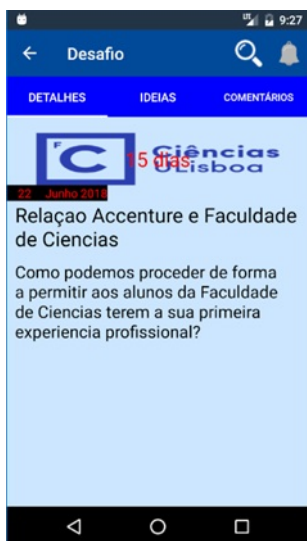 9:27
Desafio
DETALHES IDEIAS COMENTÁRIOS
F
C Ciências
15 dias
ULisboa
22 Junho 2018
Relaçao Accenture e Faculdade
de Ciencias
Como podemos proceder de forma
a permitir aos alunos da Faculdade
de Ciencias terem a sua primeira
experiencia profissional?